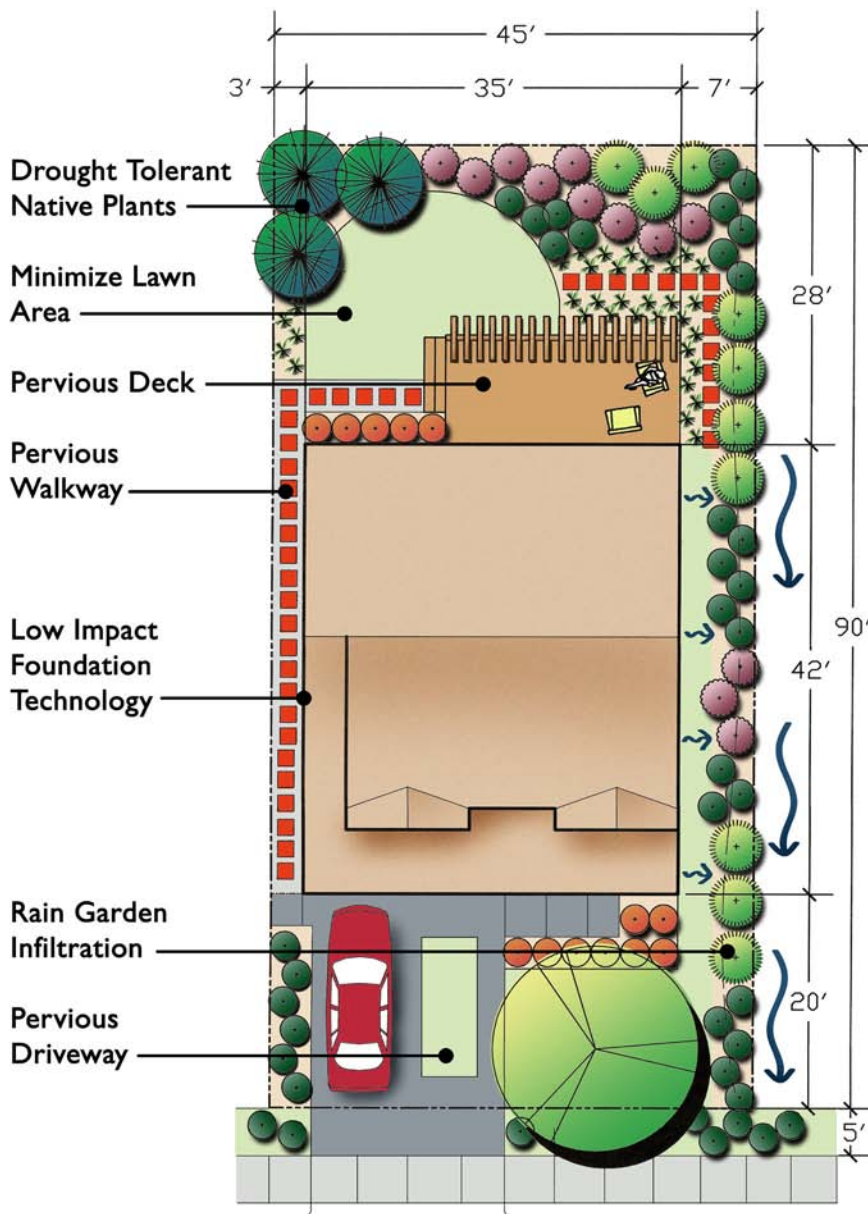 45′
3′
35′
7′
Drought Tolerant
Native Plants
Minimize Lawn
Area
28′
Pervious Deck
Pervious
Walkway
90′
Low Impact
Foundation
Technology
42′
Rain Garden
Infiltration
20′
Pervious
Driveway
5′